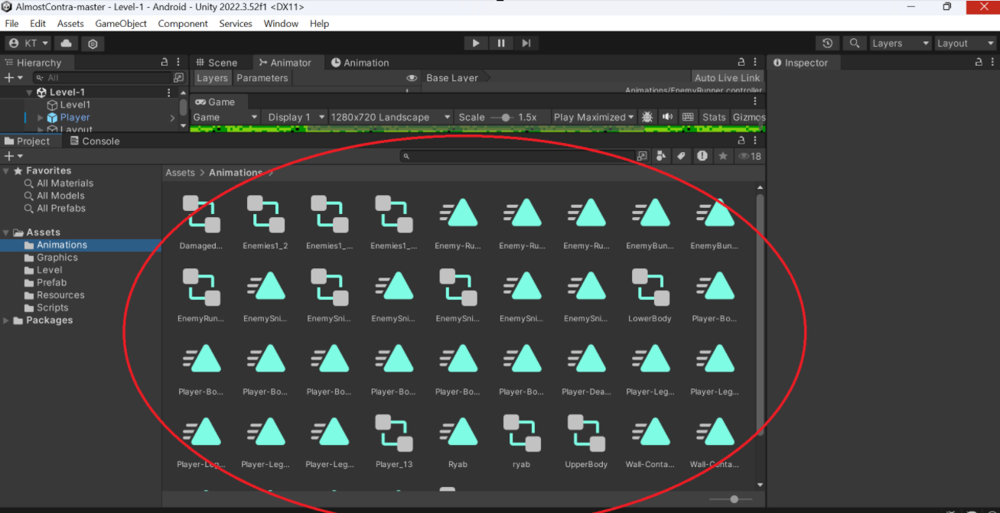 AlmostContra-master - Level-1 - Android - Unity 2022.3.52f1 <DX11>
File Edit Assets GameObject Component Services Window Help
KT Layers Layout
Hierarchy Scene Animator Animation Inspector
All Layers Parameters Base Layer Auto Live Link
Level-1 Animations/EnemyRunner.controller
Level1 Game
Player Game Display 1 1280x720 Landscape Scale 1.5x Play Maximized Stats Gizmos
Layout
Project Console
18
Favorites Assets > Animations >
All Materials
All Models
All Prefabs
Assets
Animations
Graphics
Level
Prefab
Resources
Scripts
Packages
Damaged... Enemies1_2 Enemies1_... Enemies1_... Enemy-Ru... Enemy-Ru... Enemy-Ru... EnemyBun... EnemyBun...
EnemyRun... EnemySni... EnemySni... EnemySni... EnemySni... EnemySni... EnemySni... LowerBody Player-Bo...
Player-Bo... Player-Bo... Player-Bo... Player-Bo... Player-Bo... Player-Bo... Player-Dea... Player-Leg... Player-Leg...
Player-Leg... Player-Leg... Player-Leg... Player_13 Ryab ryab UpperBody Wall-Conta... Wall-Conta...